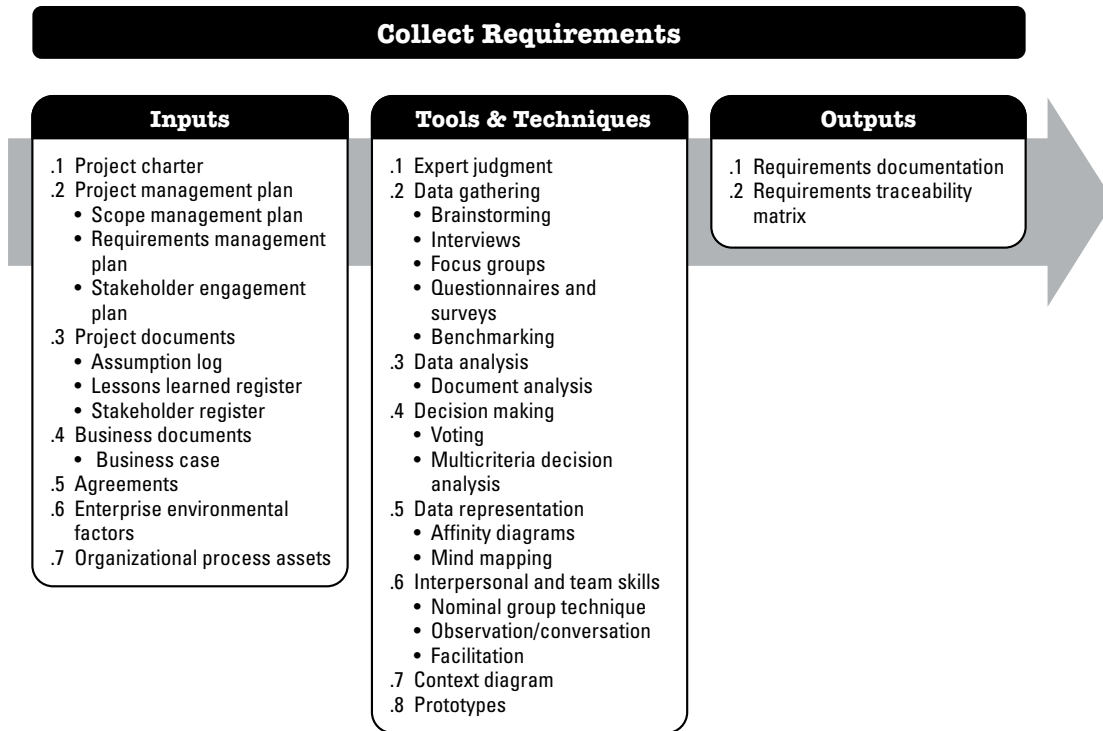 Collect Requirements
Inputs
.1 Project charter
.2 Project management plan
• Scope management plan
• Requirements management
plan
• Stakeholder engagement
plan
.3 Project documents
• Assumption log
• Lessons learned register
• Stakeholder register
.4 Business documents
• Business case
.5 Agreements
.6 Enterprise environmental
factors
.7 Organizational process assets
Tools & Techniques
.1 Expert judgment
.2 Data gathering
• Brainstorming
• Interviews
• Focus groups
• Questionnaires and
surveys
• Benchmarking
.3 Data analysis
• Document analysis
.4 Decision making
• Voting
• Multicriteria decision
analysis
.5 Data representation
• Affinity diagrams
• Mind mapping
.6 Interpersonal and team skills
• Nominal group technique
• Observation/conversation
• Facilitation
.7 Context diagram
.8 Prototypes
Outputs
.1 Requirements documentation
.2 Requirements traceability
matrix